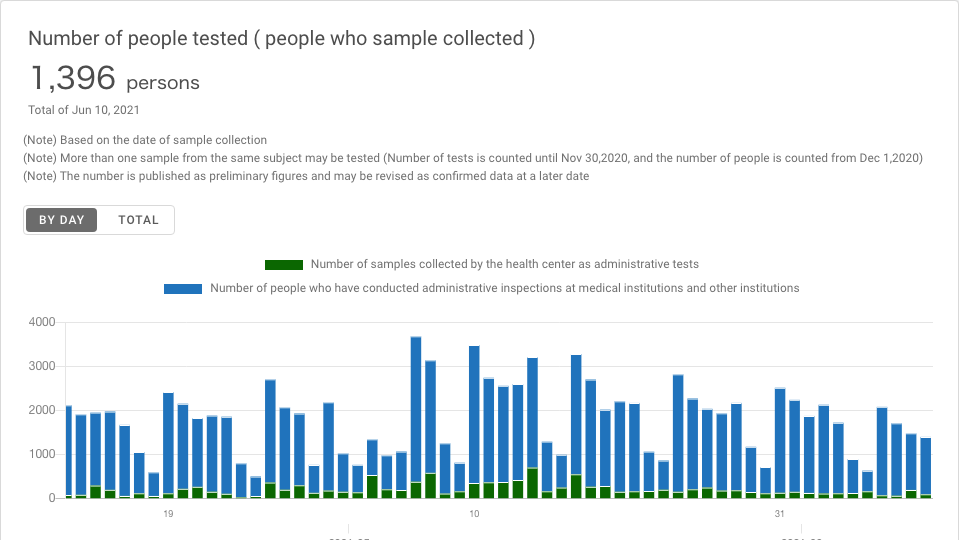 Number of people tested ( people who sample collected )
1,396 persons
Total of Jun 10, 2021
(Note) Based on the date of sample collection
(Note) More than one sample from the same subject may be tested (Number of tests is counted until Nov 30,2020, and the number of people is counted from Dec 1,2020)
(Note) The number is published as preliminary figures and may be revised as confirmed data at a later date
BY DAY TOTAL
Number of samples collected by the health center as administrative tests
Number of people who have conducted administrative inspections at medical institutions and other institutions
4000
3000
2000
1000
0
19 10 31